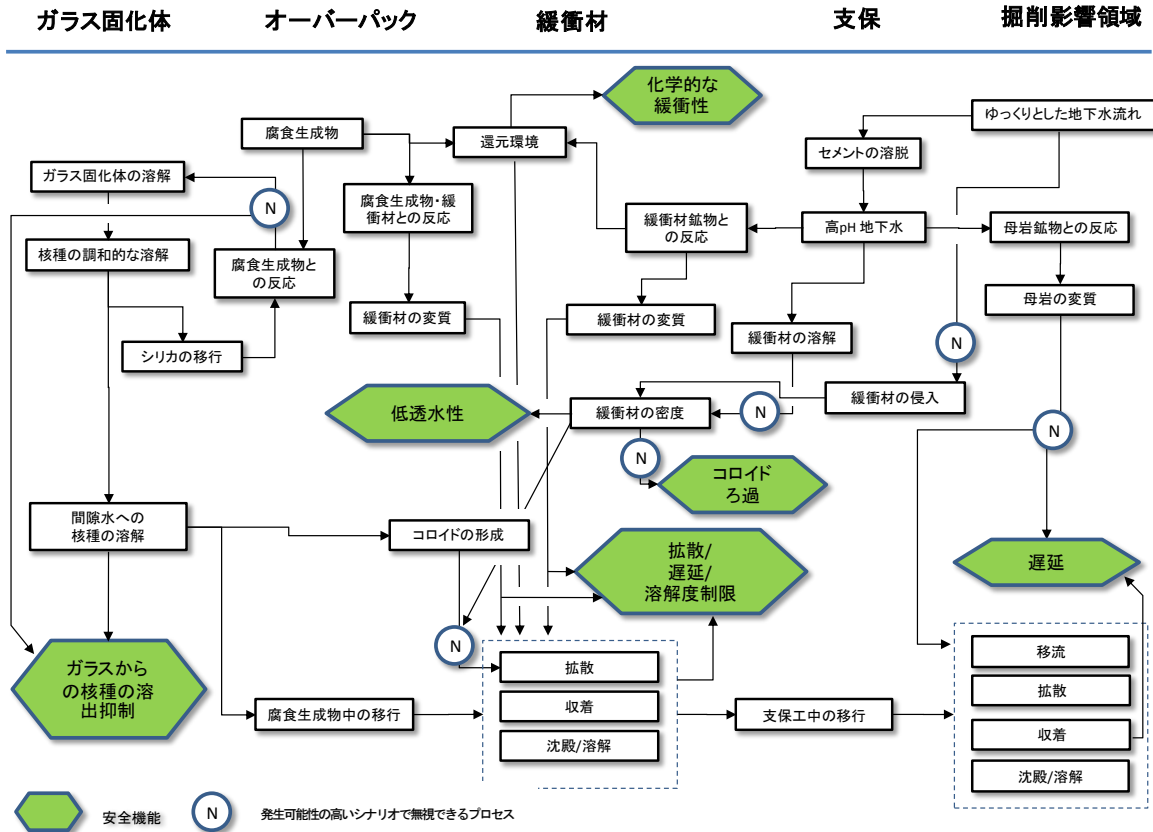 ガラス固化体
オーバーパック
緩衝材
支保
掘削影響領域
化学的な
緩衝性
ゆっくりとした地下水流れ
腐食生成物
還元環境
セメントの溶脱
ガラス固化体の溶解
N
腐食生成物・緩
衝材との反応
緩衝材鉱物と
の反応
高pH 地下水
母岩鉱物との反応
核種の調和的な溶解
腐食生成物と
の反応
母岩の変質
緩衝材の変質
緩衝材の変質
緩衝材の溶解
N
シリカの移行
緩衝材の侵入
低透水性
緩衝材の密度
N
N
N
コロイド
ろ過
間隙水への
核種の溶解
コロイドの形成
拡散/
遅延/
溶解度制限
遅延
N
ガラスから
の核種の溶
出抑制
拡散
収着
沈殿/溶解
腐食生成物中の移行
支保工中の移行
移流
拡散
収着
沈殿/溶解
安全機能
N
発生可能性の高いシナリオで無視できるプロセス